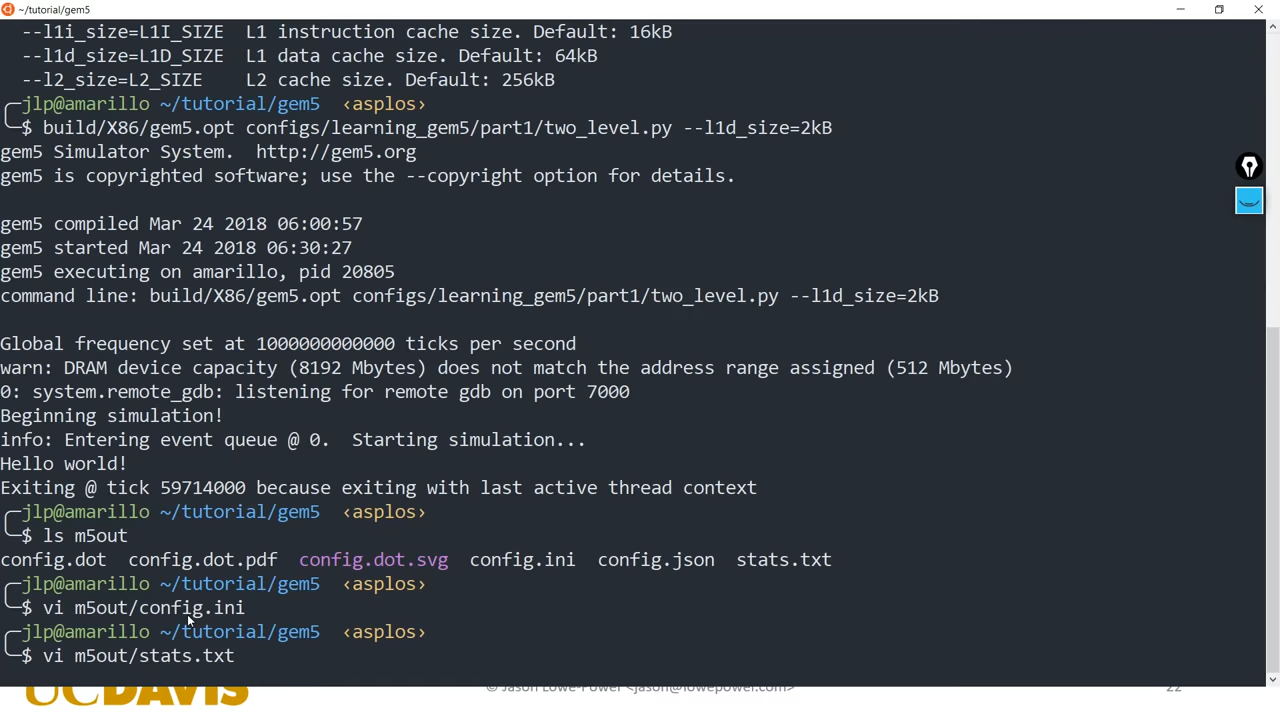 ~/tutorial/gem5
--l1i_size=L1I_SIZE  L1 instruction cache size. Default: 16kB
--l1d_size=L1D_SIZE  L1 data cache size. Default: 64kB
--l2_size=L2_SIZE    L2 cache size. Default: 256kB
jlp@amarillo ~/tutorial/gem5  ‹asplos›
$ build/X86/gem5.opt configs/learning_gem5/part1/two_level.py --l1d_size=2kB
gem5 Simulator System.  http://gem5.org
gem5 is copyrighted software; use the --copyright option for details.
gem5 compiled Mar 24 2018 06:00:57
gem5 started Mar 24 2018 06:30:27
gem5 executing on amarillo, pid 20805
command line: build/X86/gem5.opt configs/learning_gem5/part1/two_level.py --l1d_size=2kB
Global frequency set at 1000000000000 ticks per second
warn: DRAM device capacity (8192 Mbytes) does not match the address range assigned (512 Mbytes)
0: system.remote_gdb: listening for remote gdb on port 7000
Beginning simulation!
info: Entering event queue @ 0.  Starting simulation...
Hello world!
Exiting @ tick 59714000 because exiting with last active thread context
jlp@amarillo ~/tutorial/gem5  ‹asplos›
$ ls m5out
config.dot  config.dot.pdf  config.dot.svg  config.ini  config.json  stats.txt
jlp@amarillo ~/tutorial/gem5  ‹asplos›
$ vi m5out/config.ini
jlp@amarillo ~/tutorial/gem5  ‹asplos›
$ vi m5out/stats.txt
UCDAVIS
© Jason Lowe-Power <jason@lowepower.com>
22